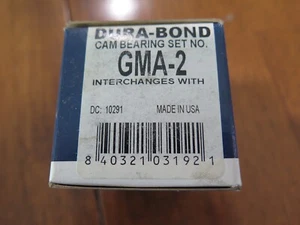 DURA-BOND
CAM BEARING SET NO.
GMA-2
INTERCHANGES WITH
DC: 10291 MADE IN USA
8 40321 03192 1